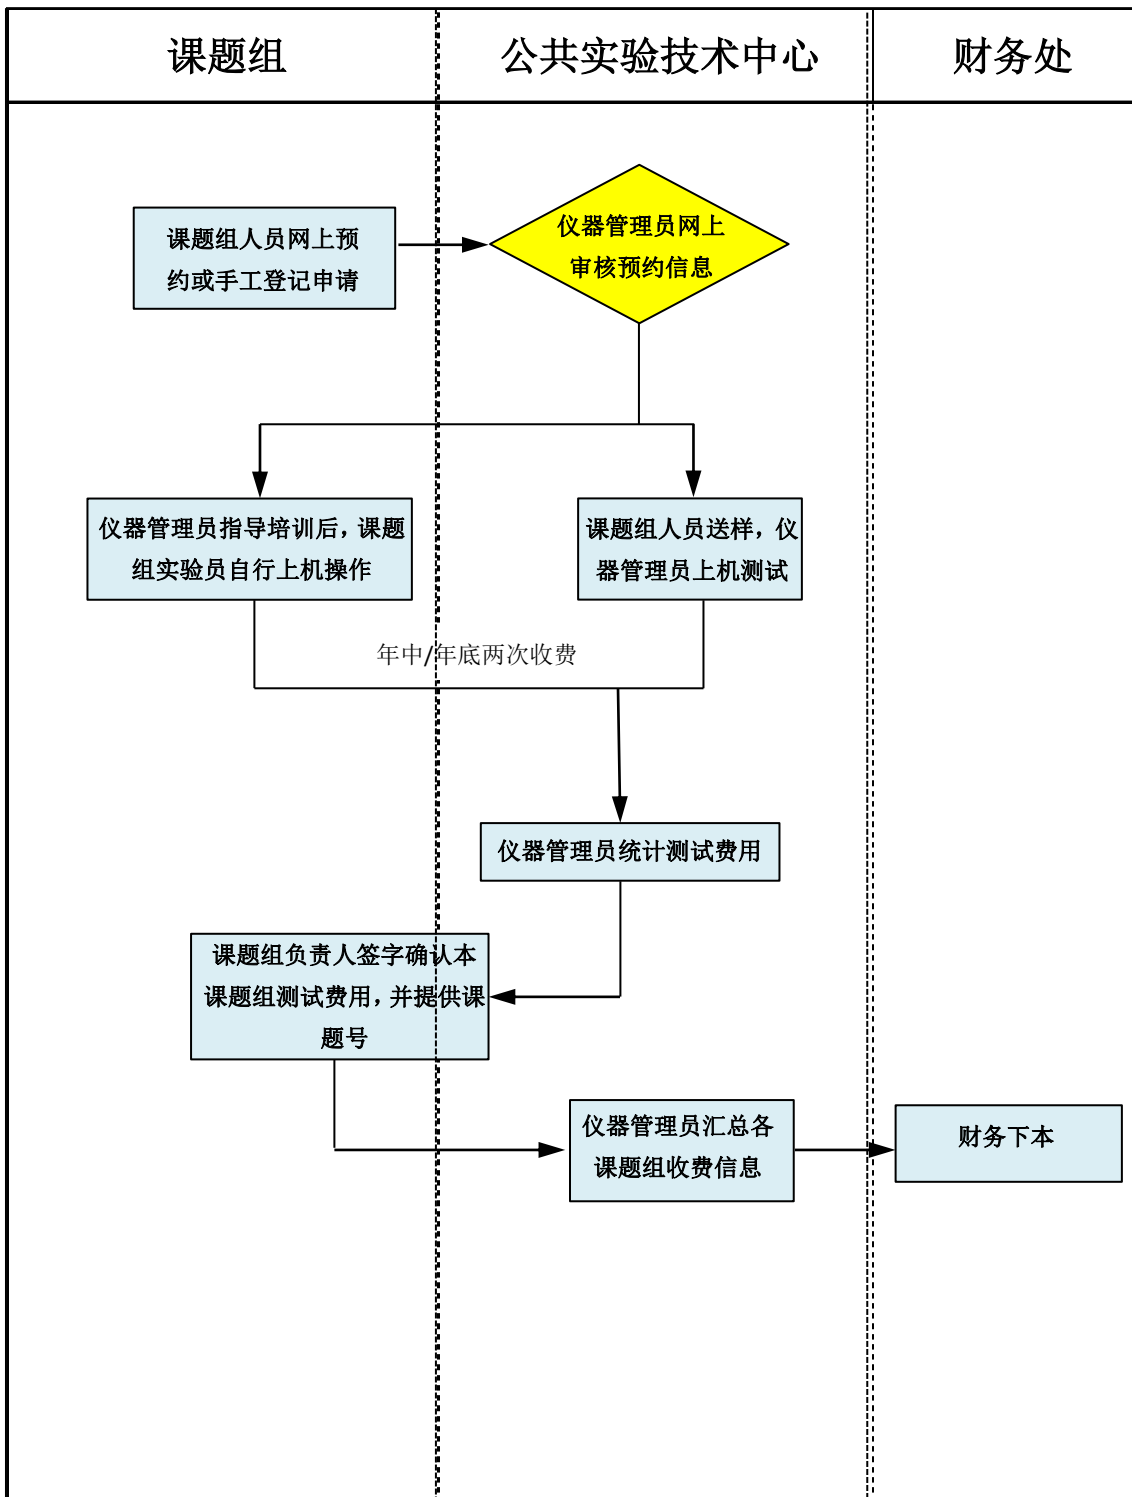 课题组
公共实验技术中心
财务处
课题组人员网上预
约或手工登记申请
仪器管理员网上
审核预约信息
仪器管理员指导培训后，课题
组实验员自行上机操作
课题组人员送样，仪
器管理员上机测试
年中/年底两次收费
仪器管理员统计测试费用
课题组负责人签字确认本
课题组测试费用，并提供课
题号
仪器管理员汇总各
课题组收费信息
财务下本